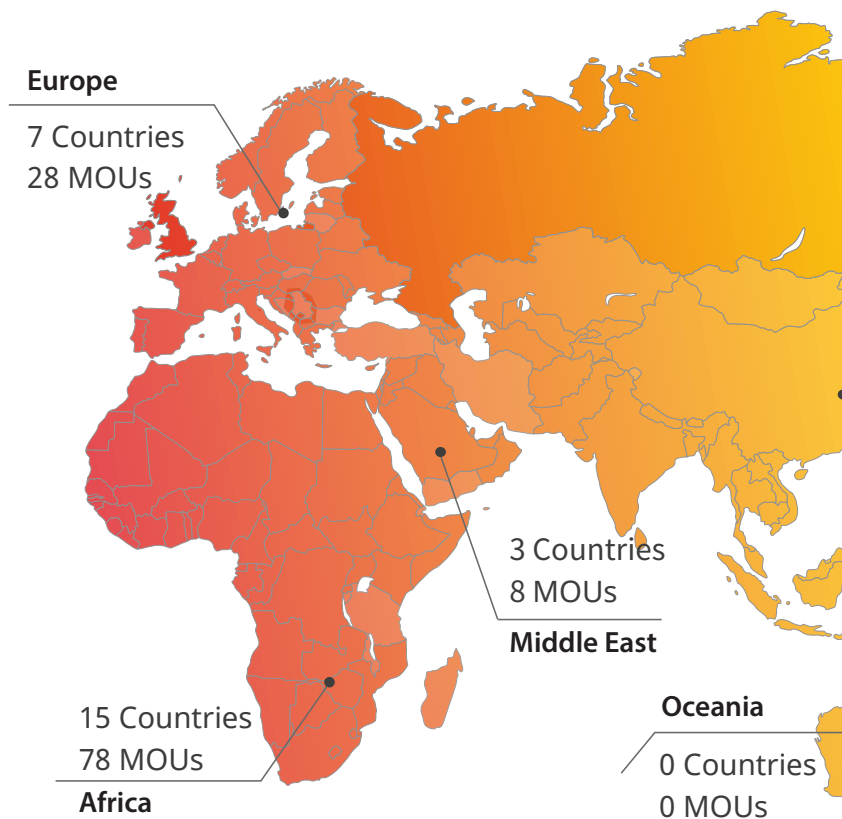 Europe
7 Countries
28 MOUs
3 Countries
8 MOUs
Middle East
15 Countries
78 MOUs
Africa
Oceania
0 Countries
0 MOUs